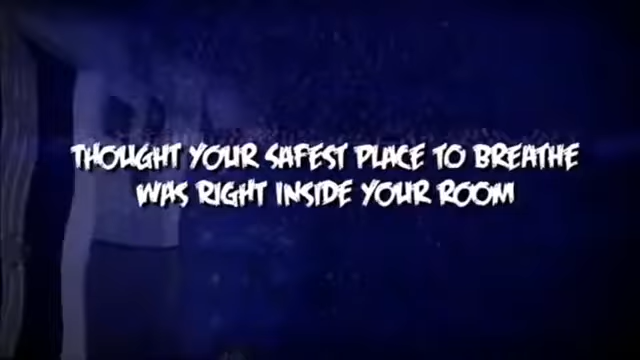 THOUGHT YOUR SAFEST PLACE TO BREATHE
WAS RIGHT INSIDE YOUR ROOM